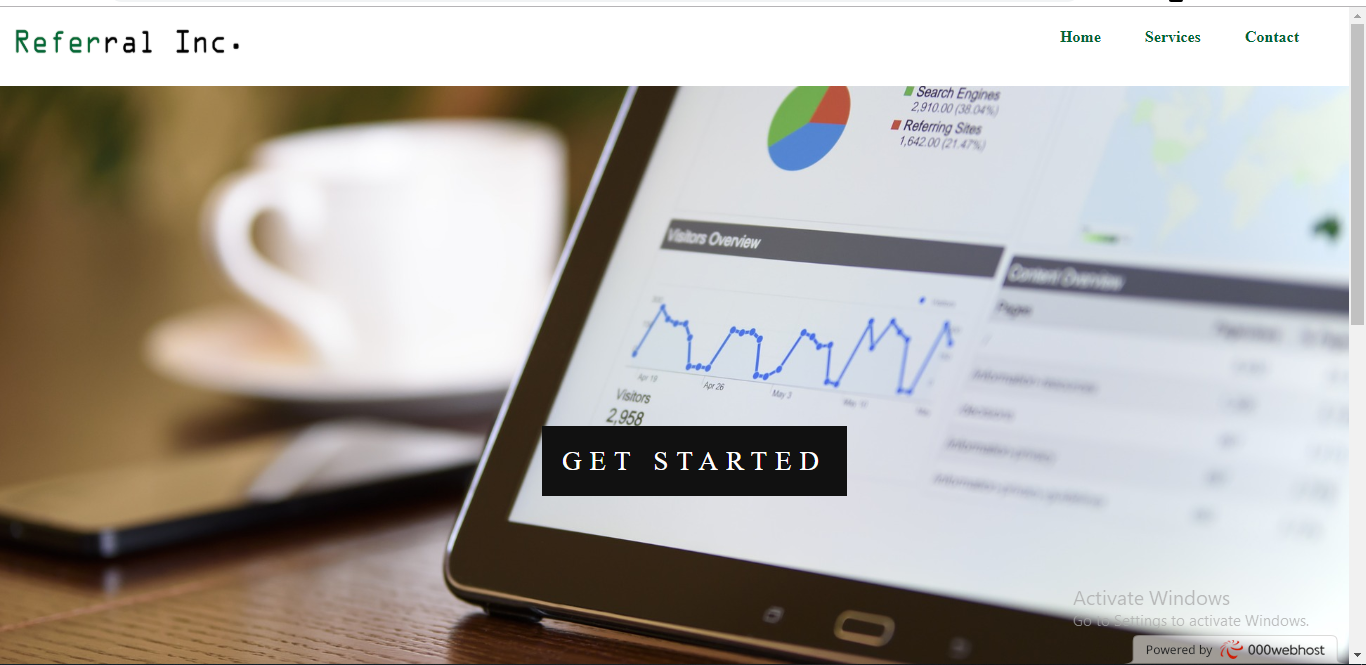 Referral Inc.
Home Services Contact
Search Engines
2,910.00 (38.04%)
Referring Sites
1,642.00 (21.47%)
Visitors Overview
Content Overview
Pages
Apr 19 Apr 26 May 3
Visitors
2,958
GET STARTED
Activate Windows
Go to Settings to activate Windows.
Powered by 000webhost